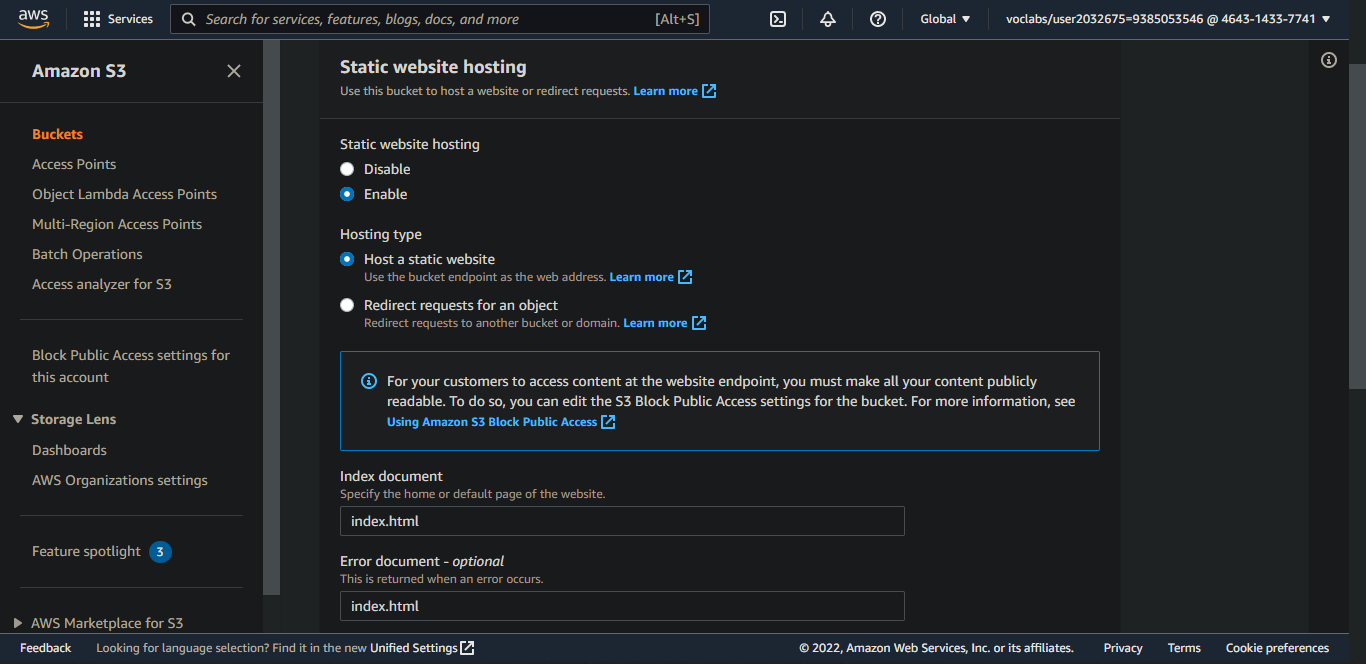 aws
Services
Search for services, features, blogs, docs, and more
[Alt+S]
Global
voclabs/user2032675=9385053546 @ 4643-1433-7741
Amazon S3
Buckets
Access Points
Object Lambda Access Points
Multi-Region Access Points
Batch Operations
Access analyzer for S3
Block Public Access settings for
this account
Storage Lens
Dashboards
AWS Organizations settings
Feature spotlight 3
AWS Marketplace for S3
Static website hosting
Use this bucket to host a website or redirect requests. Learn more
Static website hosting
Disable
Enable
Hosting type
Host a static website
Use the bucket endpoint as the web address. Learn more
Redirect requests for an object
Redirect requests to another bucket or domain. Learn more
For your customers to access content at the website endpoint, you must make all your content publicly
readable. To do so, you can edit the S3 Block Public Access settings for the bucket. For more information, see
Using Amazon S3 Block Public Access
Index document
Specify the home or default page of the website.
index.html
Error document - optional
This is returned when an error occurs.
index.html
Feedback
Looking for language selection? Find it in the new Unified Settings
© 2022, Amazon Web Services, Inc. or its affiliates.
Privacy
Terms
Cookie preferences